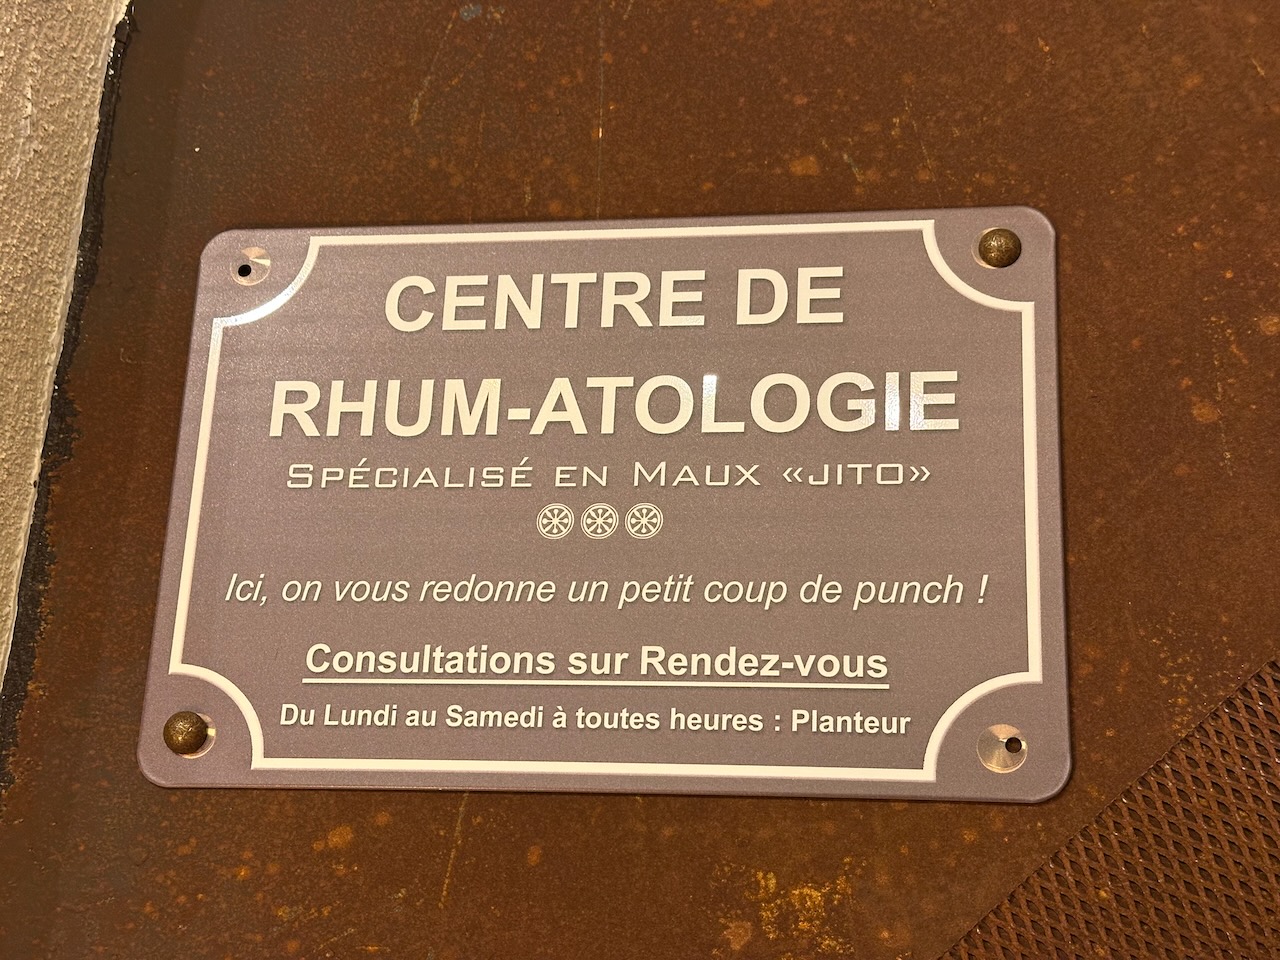 CENTRE DE
RHUM-ATOLOGIE
SPÉCIALISÉ EN MAUX «JITO»
Ici, on vous redonne un petit coup de punch !
Consultations sur Rendez-vous
Du Lundi au Samedi à toutes heures : Planteur